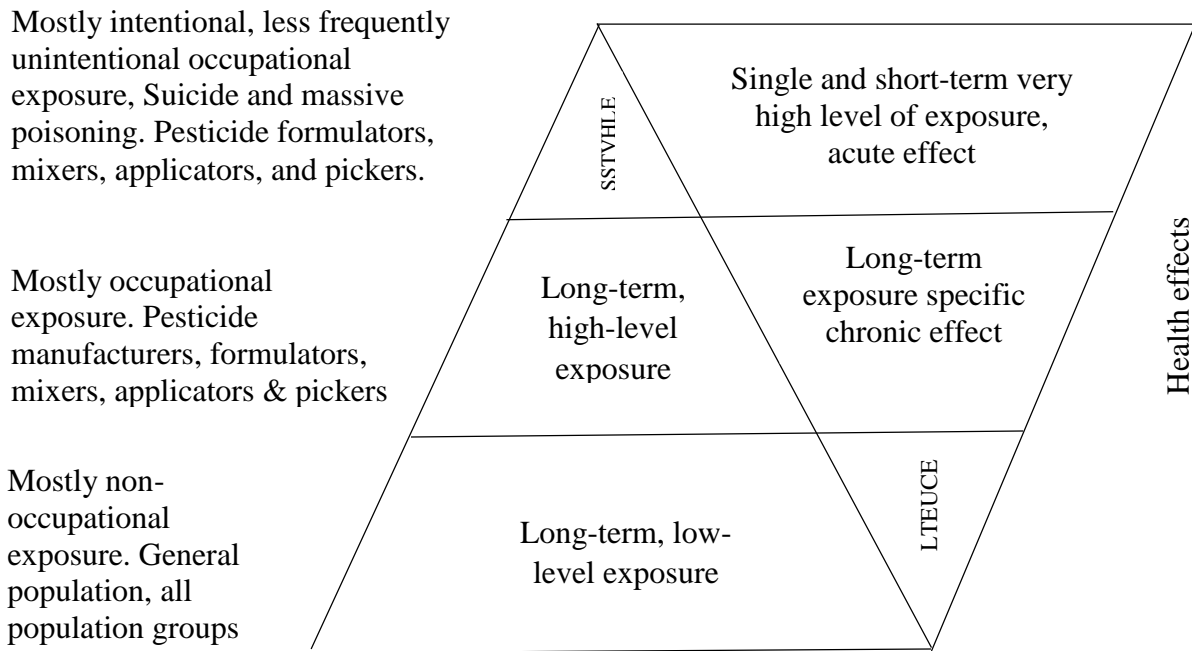 Mostly intentional, less frequently
unintentional occupational
exposure, Suicide and massive
poisoning. Pesticide formulators,
mixers, applicators, and pickers.
SSTVHLE
Single and short-term very
high level of exposure,
acute effect
Mostly occupational
exposure. Pesticide
manufacturers, formulators,
mixers, applicators & pickers
Long-term,
high-level
exposure
Long-term
exposure specific
chronic effect
Health effects
Mostly non-
occupational
exposure. General
population, all
population groups
Long-term, low-
level exposure
LTEUCE